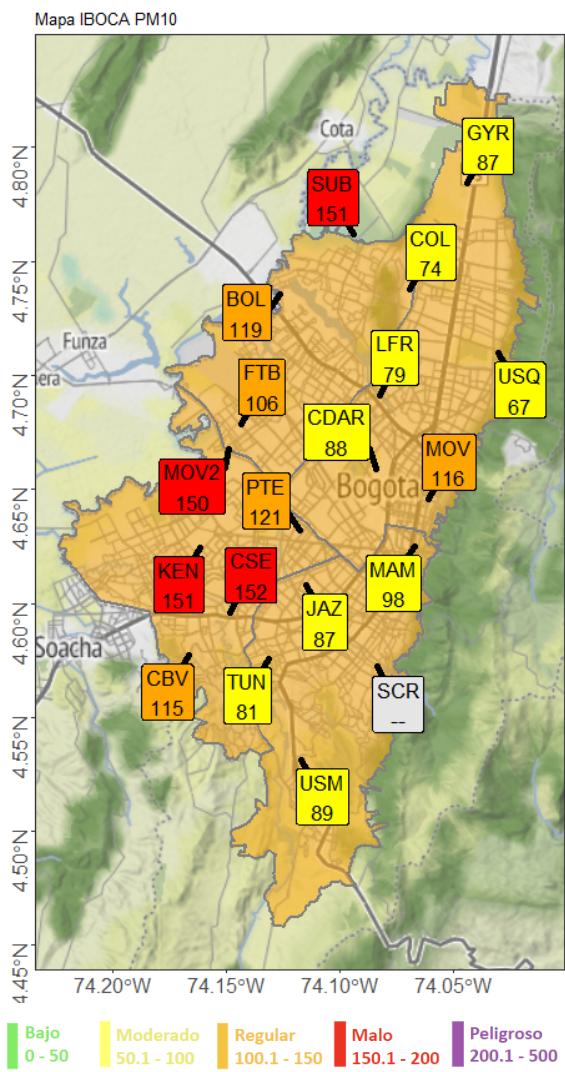 Mapa IBOCA PM10
4.80°N
4.75°N
4.70°N
4.65°N
4.60°N
4.55°N
4.50°N
4.45°N
Cota
GYR
87
SUB
151
COL
74
BOL
119
Funza
era
LFR
79
USQ
67
FTB
106
CDAR
88
MOV
116
MOV2
150
PTE
121
Bogota
KEN
151
CSE
152
MAM
98
JAZ
87
Soacha
CBV
115
TUN
81
SCR
--
USM
89
74.20°W
74.15°W
74.10°W
74.05°W
Bajo
0 - 50
Moderado
50.1 - 100
Regular
100.1 - 150
Malo
150.1 - 200
Peligroso
200.1 - 500